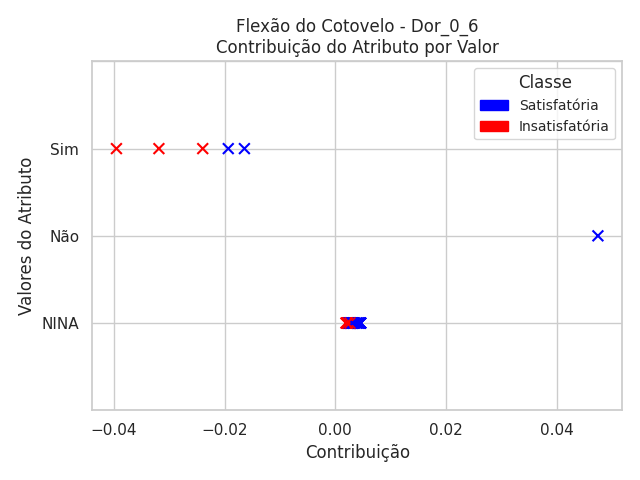 Flexão do Cotovelo - Dor_0_6
Contribuição do Atributo por Valor
Classe
Satisfatória
Insatisfatória
Valores do Atributo
Sim
Não
NINA
−0.04
−0.02
0.00
0.02
0.04
Contribuição